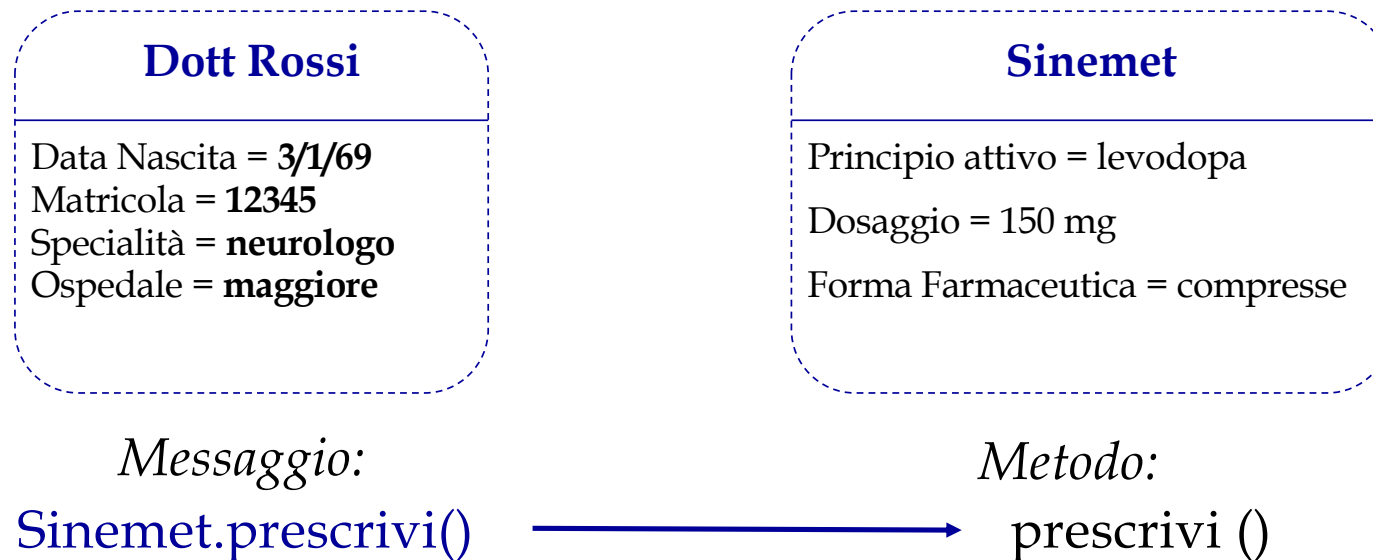 Dott Rossi
Data Nascita = 3/1/69
Matricola = 12345
Specialità = neurologo
Ospedale = maggiore
Sinemet
Principio attivo = levodopa
Dosaggio = 150 mg
Forma Farmaceutica = compresse
Messaggio:
Sinemet.prescrivi()
Metodo:
prescrivi ()